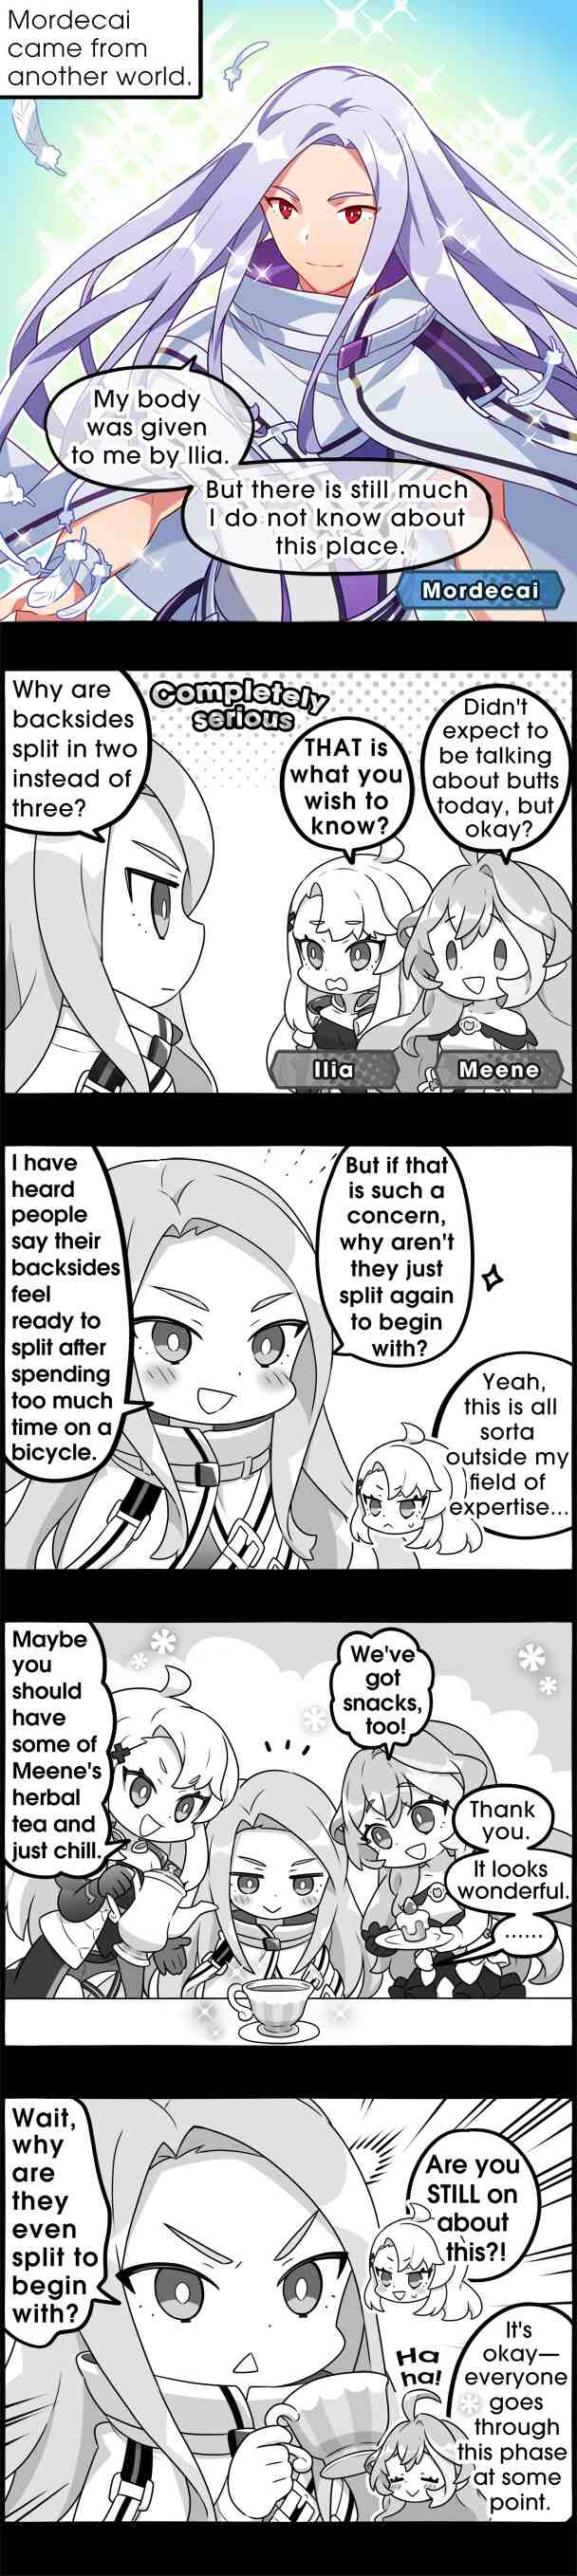 Mordecai
came from
another world.
My body
was given
to me by Ilia.
But there is still much
I do not know about
this place.
Mordecai
Why are
backsides
split in two
instead of
three?
Completely
serious
THAT is
what you
wish to
know?
Didn't
expect to
be talking
about butts
today, but
okay?
Ilia
Meene
I have
heard
people
say their
backsides
feel
ready to
split after
spending
too much
time on a
bicycle.
But if that
is such a
concern,
why aren't
they just
split again
to begin
with?
Yeah,
this is all
sorta
outside my
field of
expertise...
Maybe
you
should
have
some of
Meene's
herbal
tea and
just chill.
We've
got
snacks,
too!
Thank
you.
It looks
wonderful.
......
Wait,
why
are
they
even
split to
begin
with?
Are you
STILL on
about
this?!
Ha
ha!
It's
okay—
everyone
goes
through
this phase
at some
point.